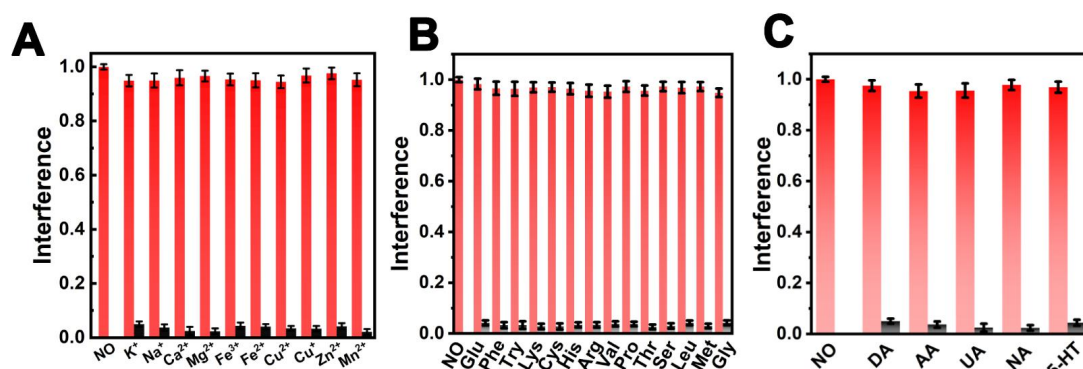 A
Interference
1.0
0.8
0.6
0.4
0.2
0.0
NO K⁺ Na⁺ Ca²⁺ Mg²⁺ Fe³⁺ Fe²⁺ Cu²⁺ Cu⁺ Zn²⁺ Mn²⁺
B
Interference
1.0
0.8
0.6
0.4
0.2
0.0
NO Glu Phe Try Lys Cys His Arg Val Pro Thr Ser Leu Met Gly
C
Interference
1.0
0.8
0.6
0.4
0.2
0.0
NO DA AA UA NA 5-HT